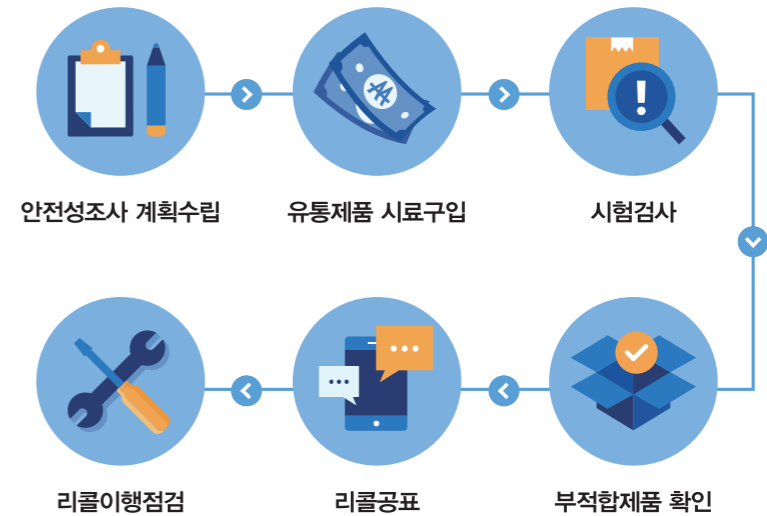 안전성조사 계획수립
유통제품 시료구입
시험검사
부적합제품 확인
리콜공표
리콜이행점검